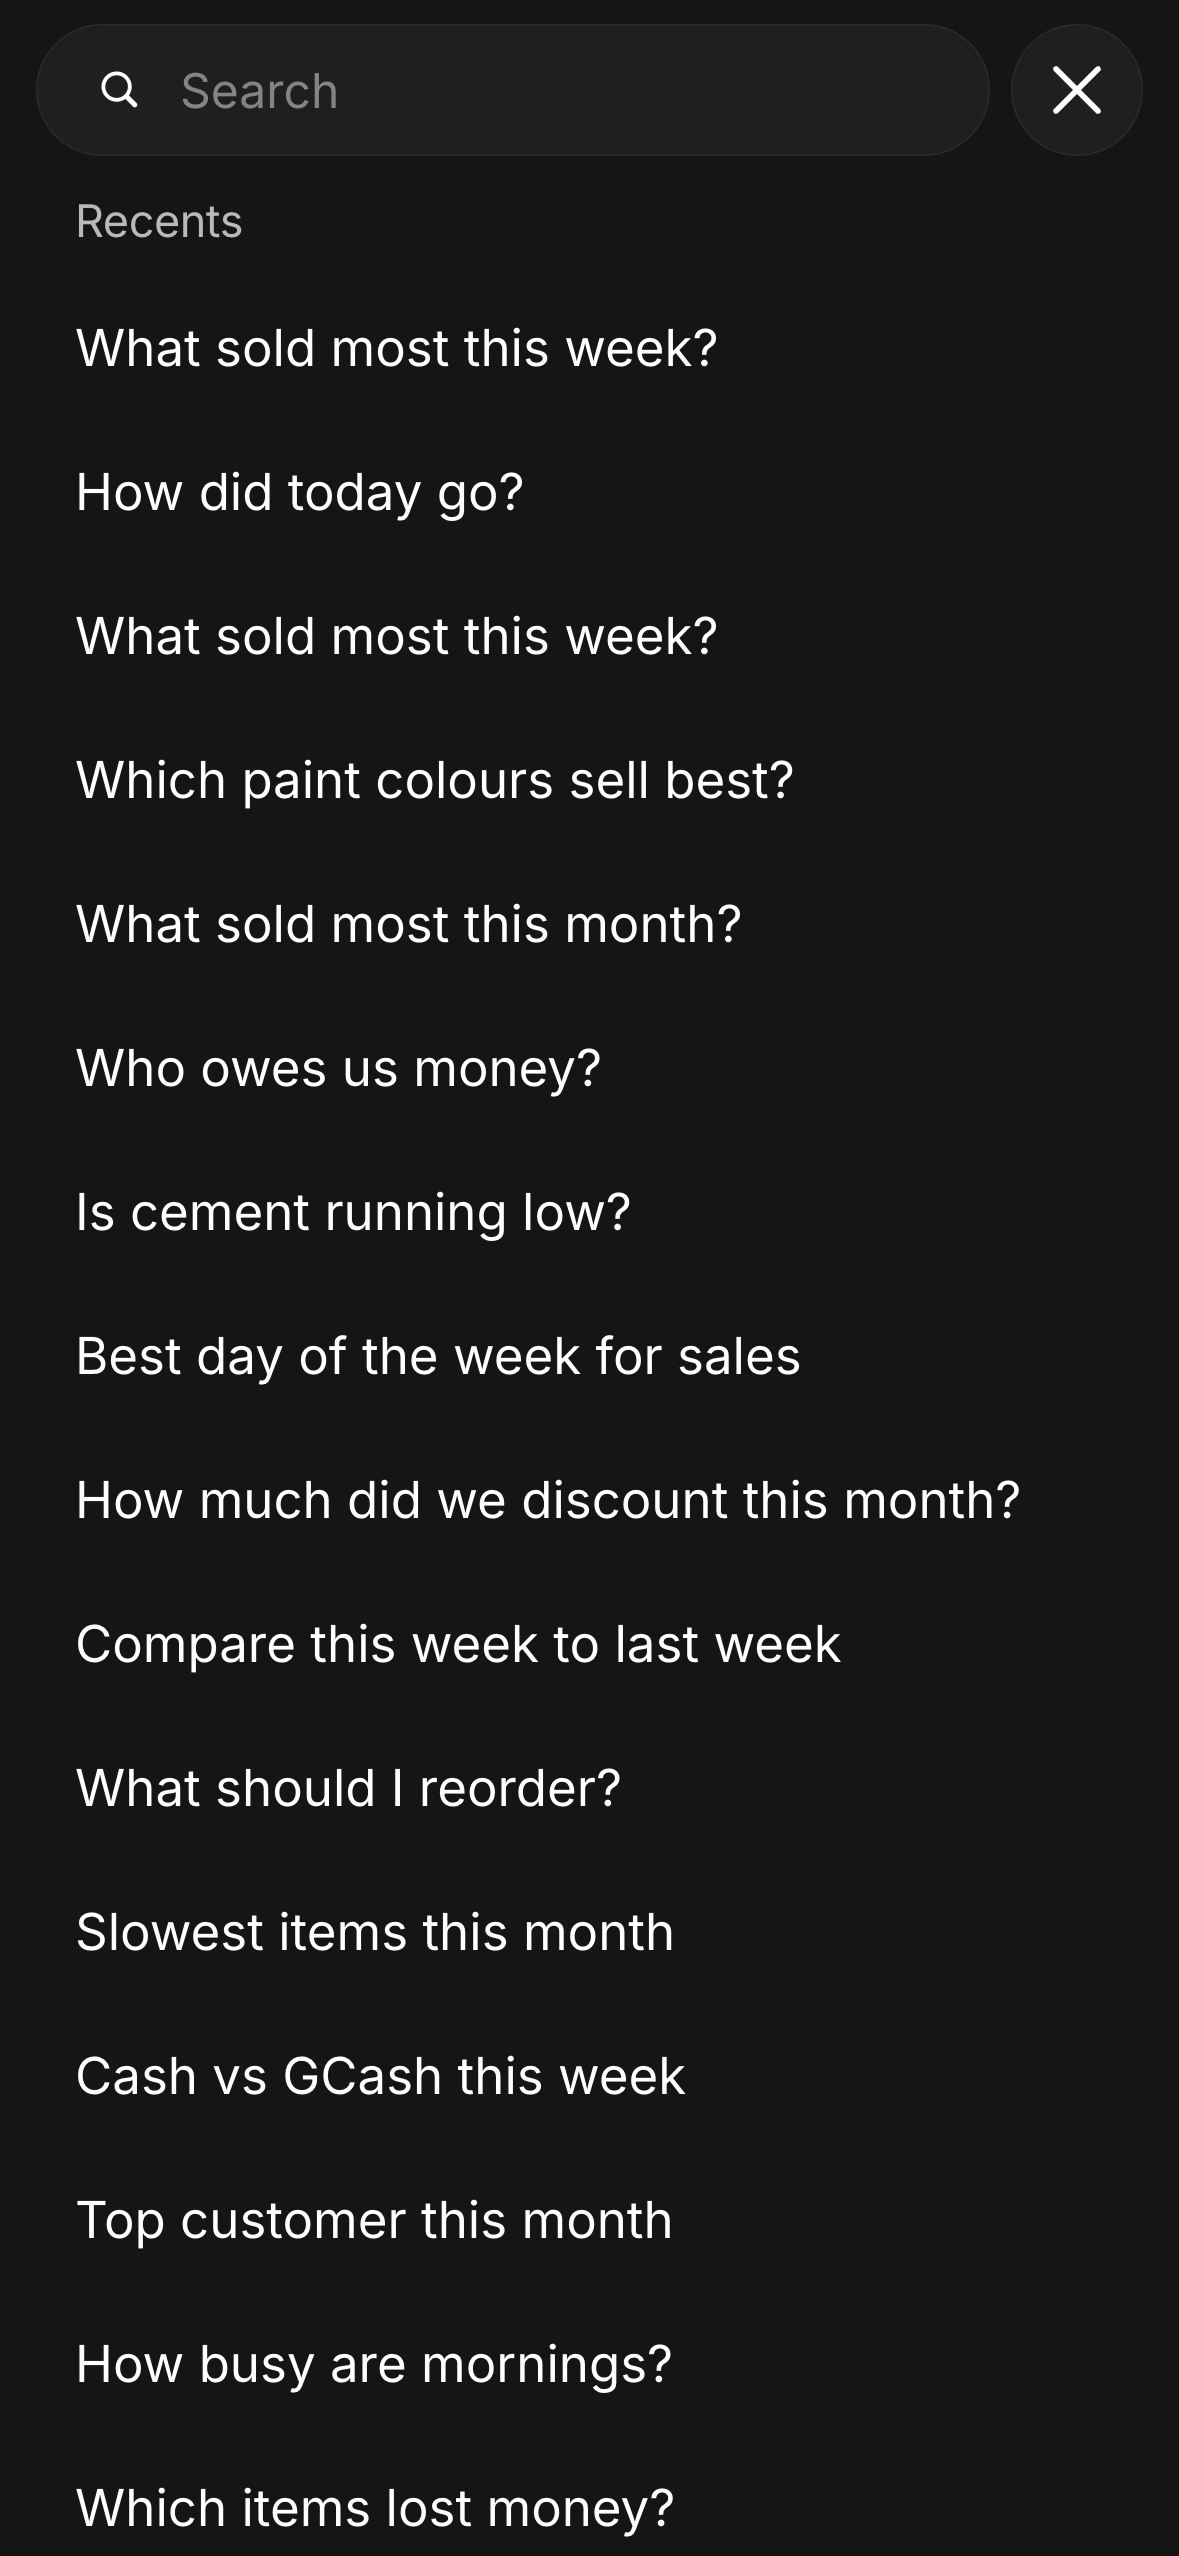 Search
Recents
What sold most this week?
How did today go?
What sold most this week?
Which paint colours sell best?
What sold most this month?
Who owes us money?
Is cement running low?
Best day of the week for sales
How much did we discount this month?
Compare this week to last week
What should I reorder?
Slowest items this month
Cash vs GCash this week
Top customer this month
How busy are mornings?
Which items lost money?